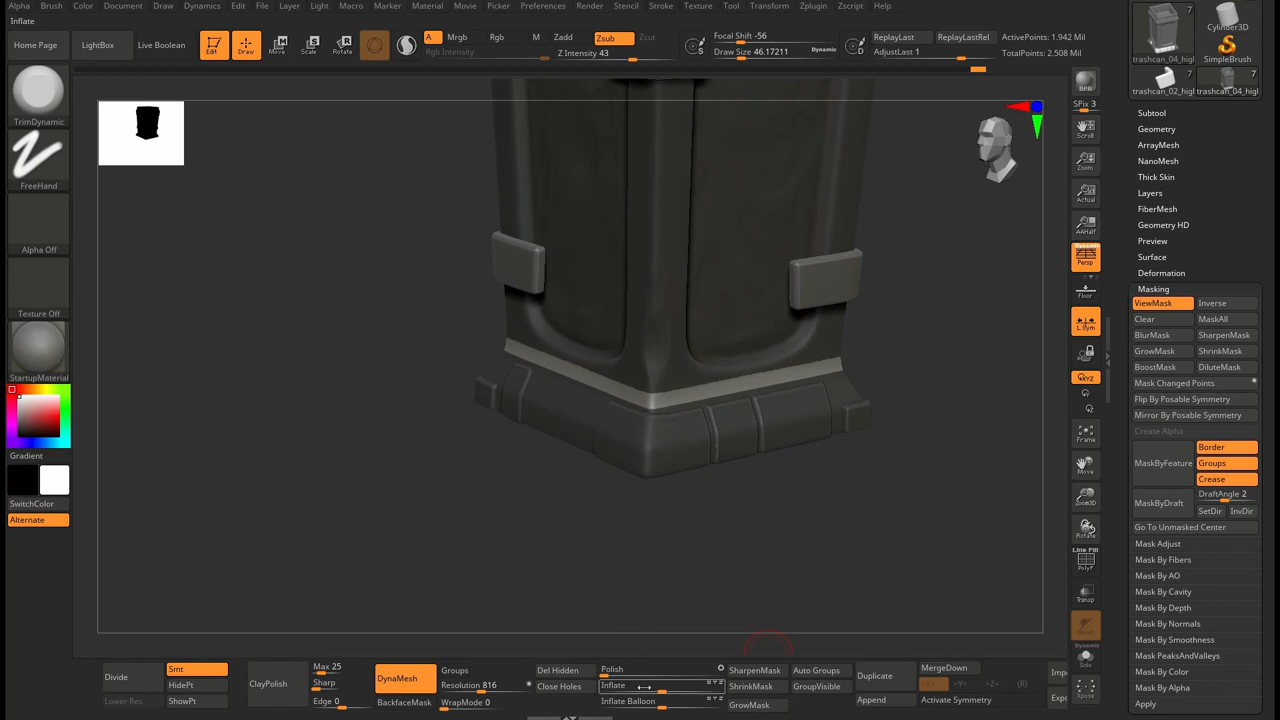 Alpha Brush Color Document Draw Dynamics Edit File Layer Light Macro Marker Material Movie Picker Preferences Render Stencil Stroke Texture Tool Transform Zplugin Zscript Help
Inflate
Home Page LightBox Live Boolean Edit Draw Move Scale Rotate
A Mrgb Rgb M Zadd Zsub Zcut
Rgb Intensity Z Intensity 43
Focal Shift -56
Draw Size 46.17211 Dynamic
S D
ReplayLast ReplayLastRel
AdjustLast 1
ActivePoints: 1.942 Mil
TotalPoints: 2.508 Mil
TrimDynamic
FreeHand
Alpha Off
Texture Off
StartupMaterial
Gradient
SwitchColor
Alternate
BPR
SPix 3
Scroll
Zoom
Actual
AAHalf
Dynamic
Persp
Floor
L.Sym
XYZ
Frame
Move
Zoom3D
Rotate
Line Fill
PolyF
Transp
Dynamic
Solo
Xpose
7
Cylinder3D
trashcan_04_higl
SimpleBrush
7 7
trashcan_02_higl trashcan_04_higl
Subtool
Geometry
ArrayMesh
NanoMesh
Thick Skin
Layers
FiberMesh
Geometry HD
Preview
Surface
Deformation
Masking
ViewMask Inverse
Clear MaskAll
BlurMask SharpenMask
GrowMask ShrinkMask
BoostMask DiluteMask
Mask Changed Points
Flip By Posable Symmetry
Mirror By Posable Symmetry
Create Alpha
MaskByFeature
Border
Groups
Crease
MaskByDraft
DraftAngle 2
SetDir InvDir
Go To Unmasked Center
Mask Adjust
Mask By Fibers
Mask By AO
Mask By Cavity
Mask By Depth
Mask By Normals
Mask By Smoothness
Mask PeaksAndValleys
Mask By Color
Mask By Alpha
Apply
Divide Smt
HidePt
Lower Res ShowPt
ClayPolish
Max 25
Sharp
Edge 0
DynaMesh
Groups
Resolution 816
BackfaceMask WrapMode 0
Del Hidden
Close Holes
Polish
Inflate
Inflate Balloon
SharpenMask
ShrinkMask
GrowMask
Auto Groups
GroupVisible
Duplicate
Append
MergeDown
>X< >Y< >Z< (R)
Activate Symmetry
Impo
Expo